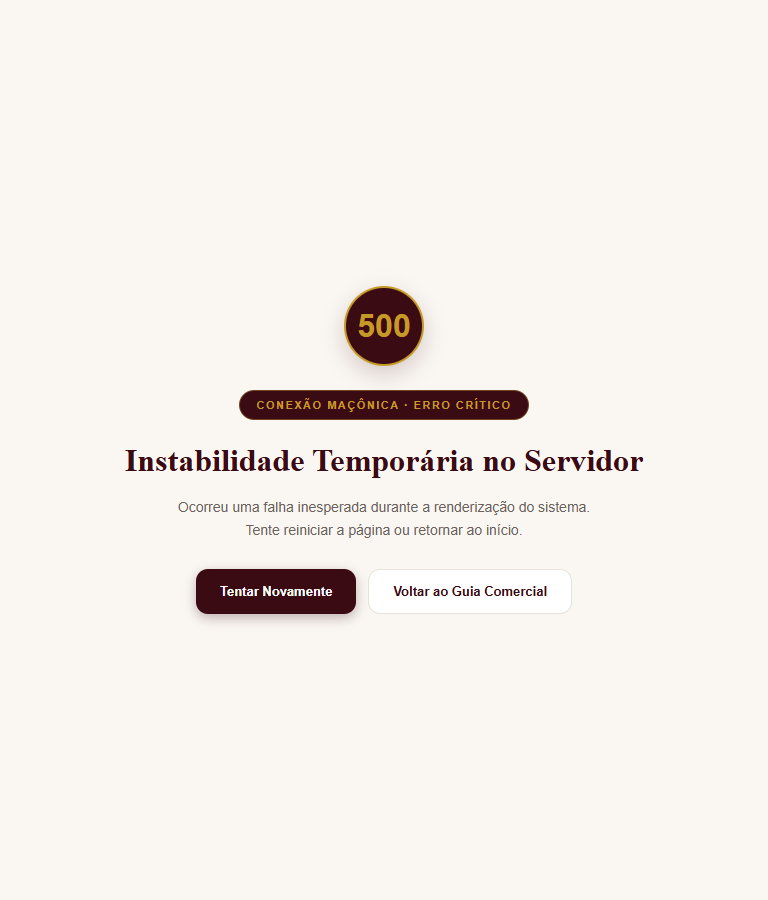 500
CONEXÃO MAÇÔNICA · ERRO CRÍTICO
Instabilidade Temporária no Servidor
Ocorreu uma falha inesperada durante a renderização do sistema.
Tente reiniciar a página ou retornar ao início.
Tentar Novamente
Voltar ao Guia Comercial